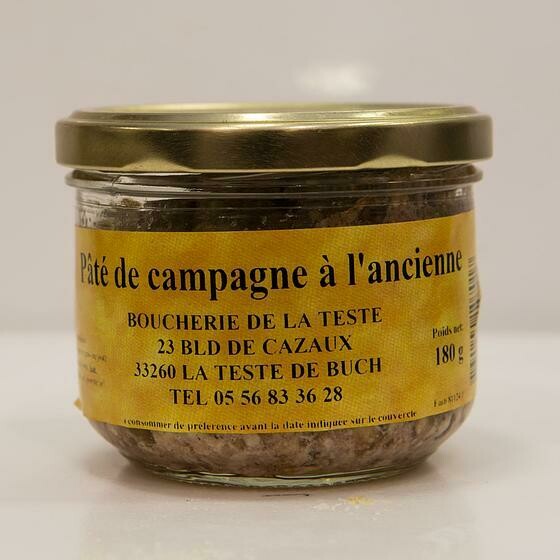 Pâté de campagne à l'ancienne
BOUCHERIE DE LA TESTE
23 BLD DE CAZAUX
33260 LA TESTE DE BUCH
TEL 05 56 83 36 28
Poids net
180 g
consommer de préférence avant la date indiquée sur le couvercle